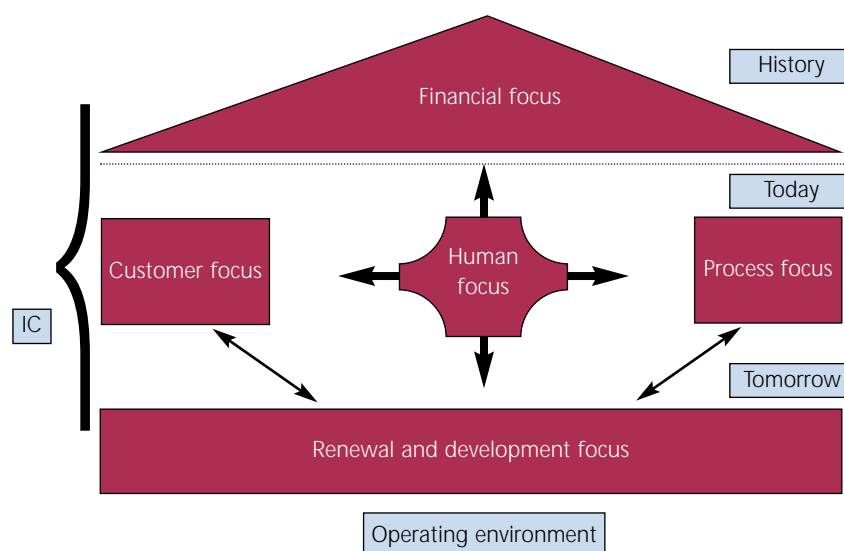 History
Financial focus
Today
Customer focus
Human
focus
Process focus
IC
Tomorrow
Renewal and development focus
Operating environment